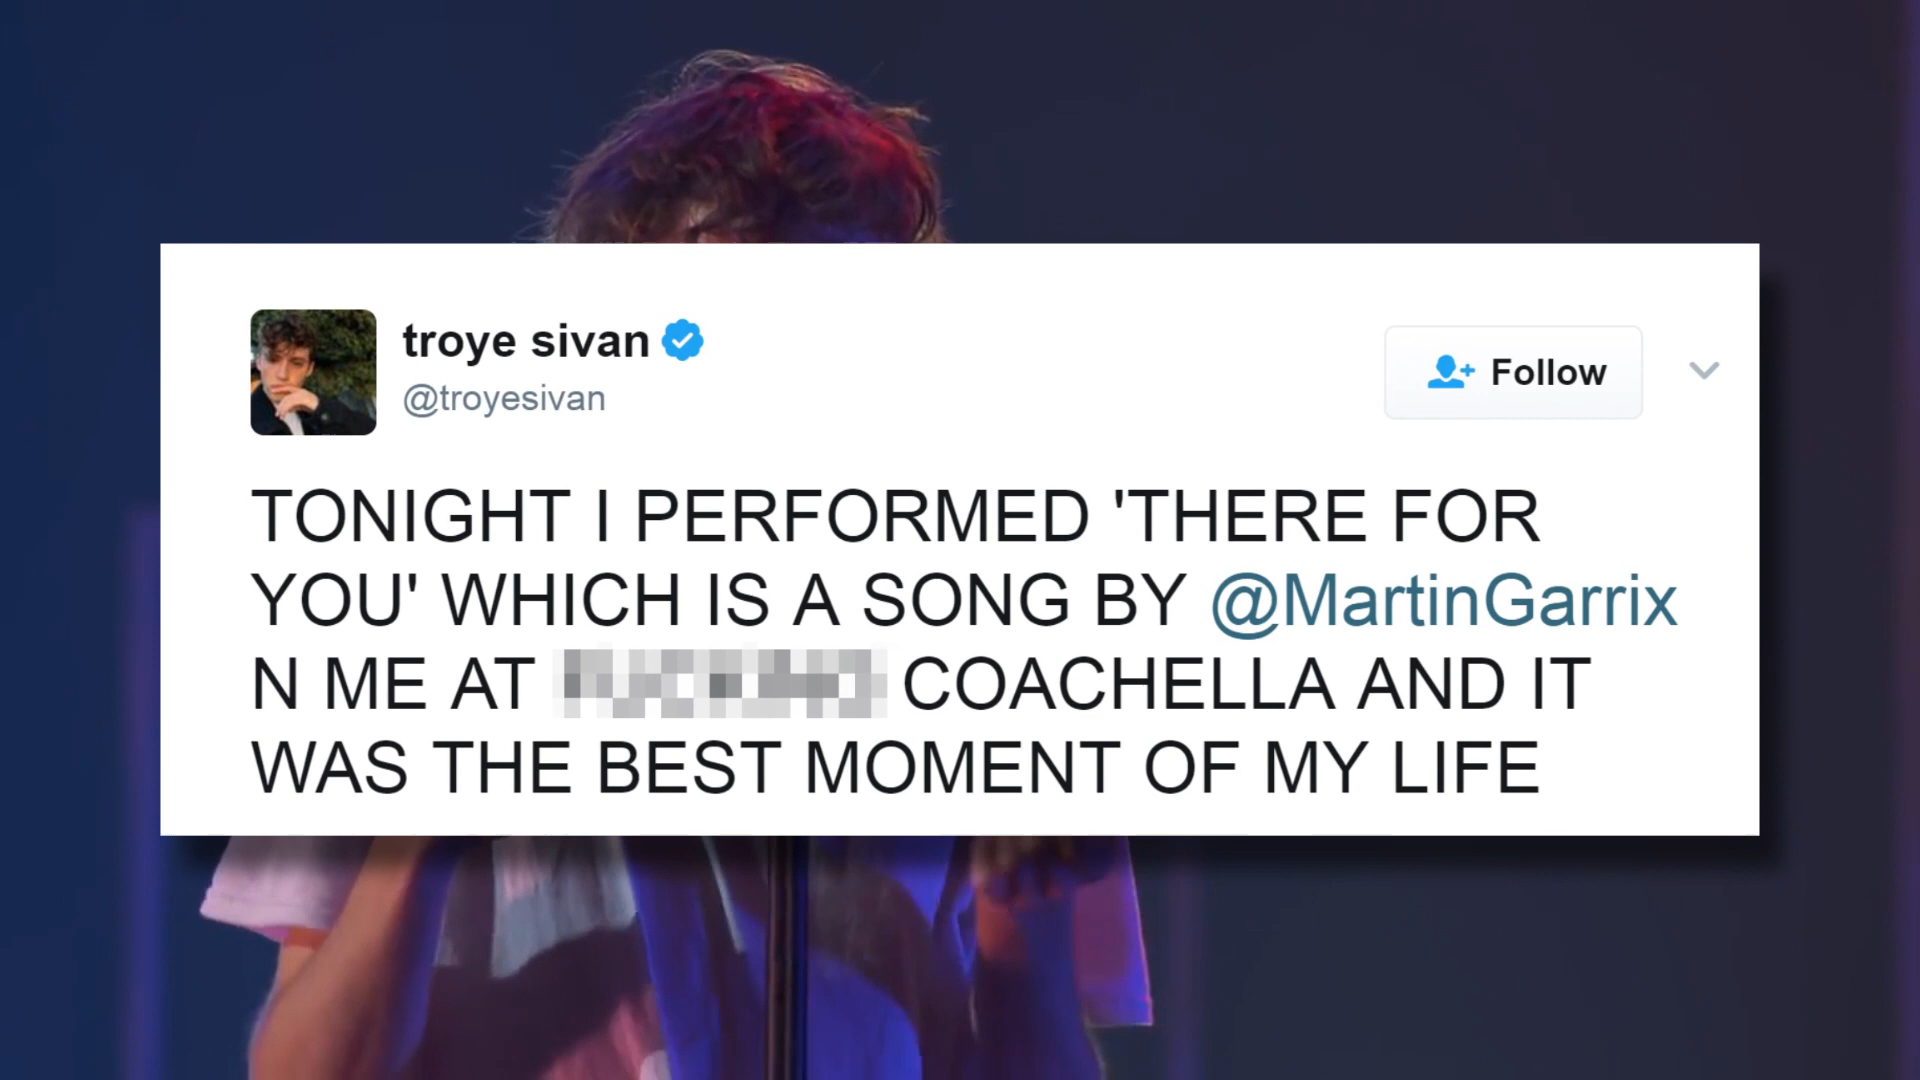 troye sivan
@troyesivan
Follow
TONIGHT I PERFORMED 'THERE FOR
YOU' WHICH IS A SONG BY @MartinGarrix
N ME AT COACHELLA AND IT
WAS THE BEST MOMENT OF MY LIFE